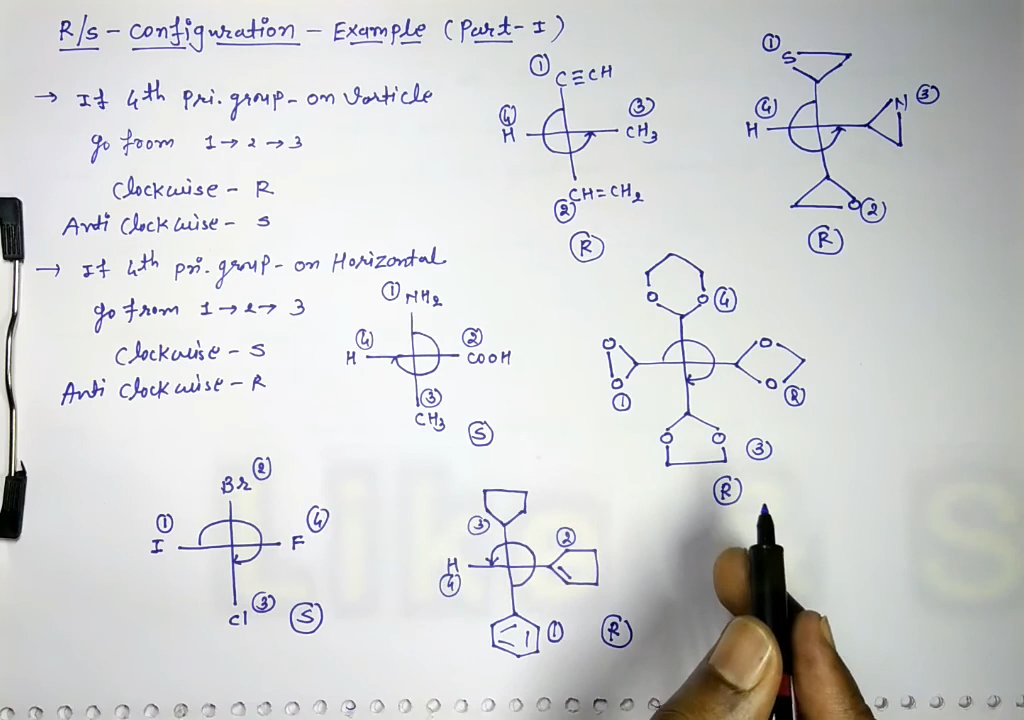 R/S - Configuration - Example (Part-I)
→ If 4th pri. group - on Varticle
go from 1 → 2 → 3
Clockwise - R
Anti Clockwise - S
→ If 4th pri. group - on Horizontal
go from 1 → 2 → 3
Clockwise - S
Anti Clockwise - R
① C≡CH
④ H
③ CH3
② CH=CH2
R
① S
④ H
N ③
O ②
R
① NH2
④ H
② COOH
③ CH3
S
O O ④
O O ①
O O ②
O O ③
R
Br ②
① I
F ④
Cl ③
S
③
②
H ④
①
R